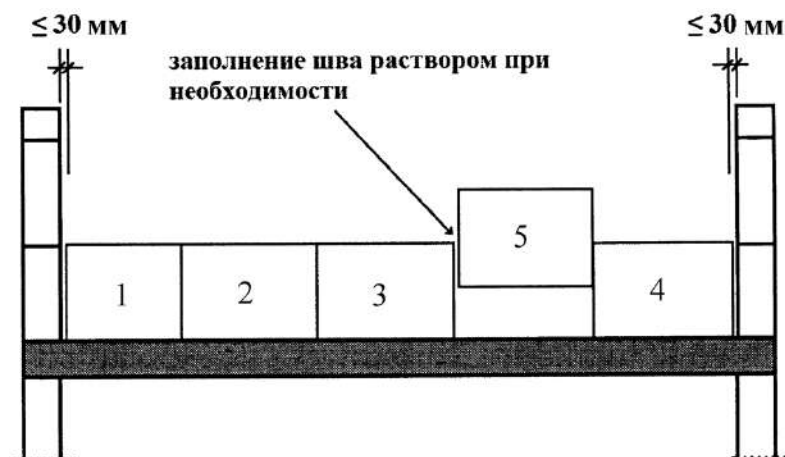 ≤ 30 мм
≤ 30 мм
заполнение шва раствором при
необходимости
5
1 2 3 4